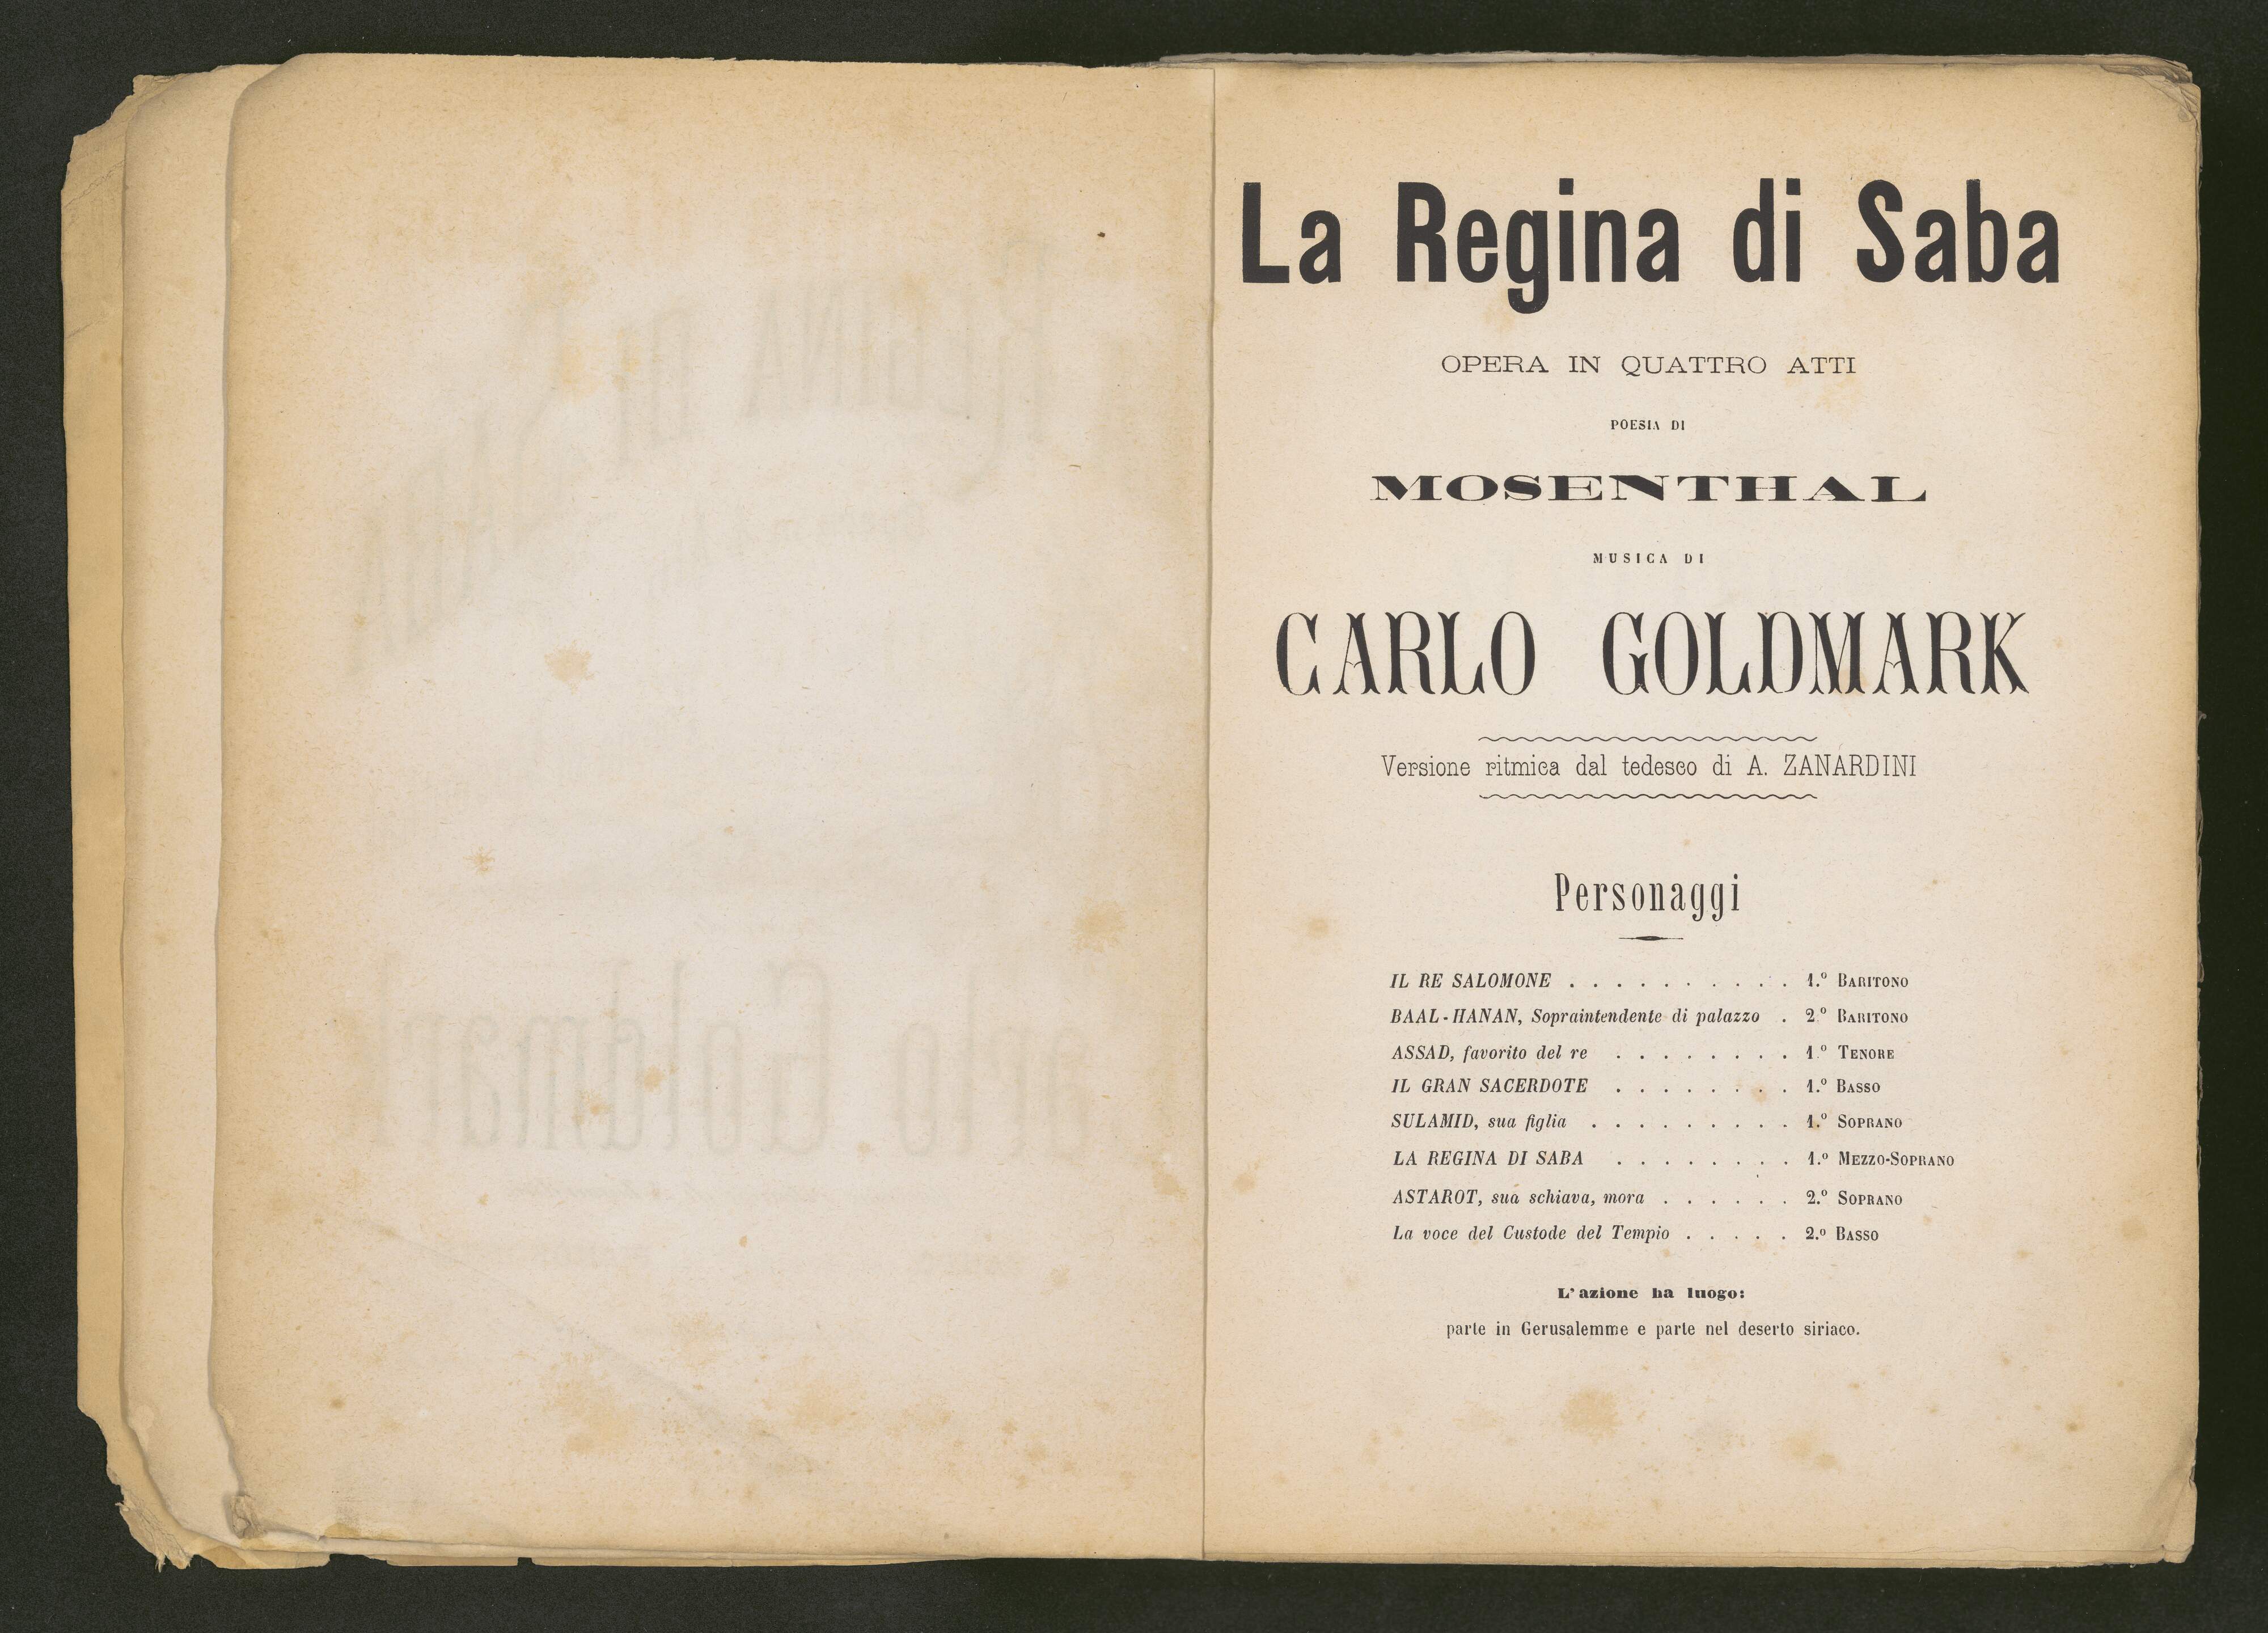 La Regina di Saba
OPERA IN QUATTRO ATTI
POESIA DI
MOSENTHAL
MUSICA DI
CARLO GOLDMARK
Versione ritmica dal tedesco di A. ZANARDINI
Personaggi
IL RE SALOMONE . . . . . . . . . . 1.º BARITONO
BAAL-HANAN, Sopraintendente di palazzo . 2.º BARITONO
ASSAD, favorito del re . . . . . . . . 1.º TENORE
IL GRAN SACERDOTE . . . . . . . . 1.º BASSO
SULAMID, sua figlia . . . . . . . . . 1.º SOPRANO
LA REGINA DI SABA . . . . . . . . 1.º MEZZO-SOPRANO
ASTAROT, sua schiava, mora . . . . . . 2.º SOPRANO
La voce del Custode del Tempio . . . . . 2.º BASSO
L'azione ha luogo:
parte in Gerusalemme e parte nel deserto siriaco.